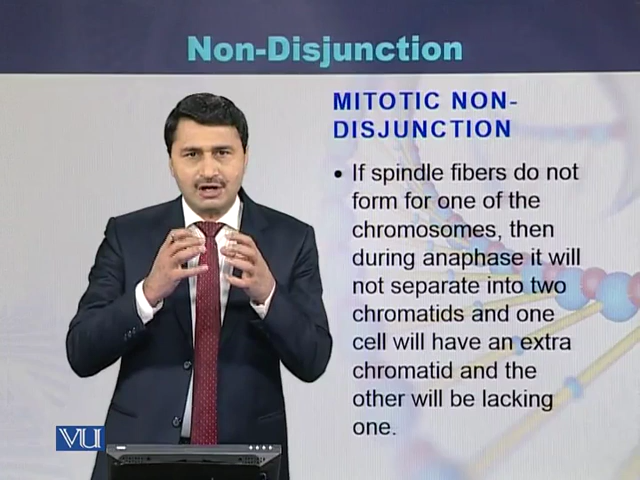 Non-Disjunction
MITOTIC NON-
DISJUNCTION
• If spindle fibers do not
form for one of the
chromosomes, then
during anaphase it will
not separate into two
chromatids and one
cell will have an extra
chromatid and the
other will be lacking
one.
VU